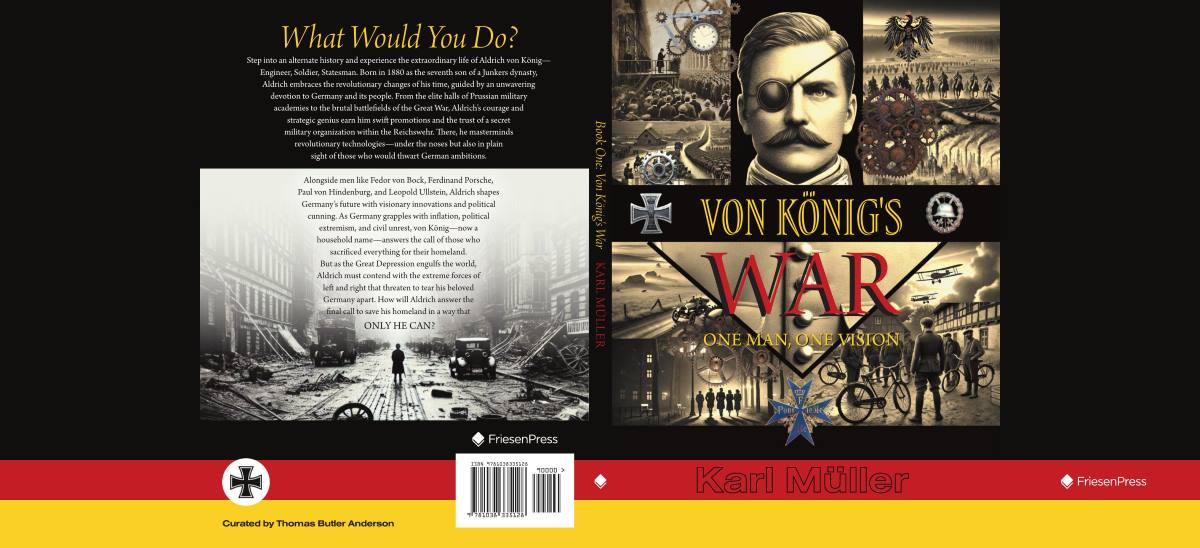 What Would You Do?
Step into an alternate history and experience the extraordinary life of Aldrich von König—
Engineer, Soldier, Statesman. Born in 1880 as the seventh son of a Junkers dynasty,
Aldrich embraces the revolutionary changes of his time, guided by an unwavering
devotion to Germany and its people. From the elite halls of Prussian military
academies to the brutal battlefields of the Great War, Aldrich's courage and
strategic genius earn him swift promotions and the trust of a secret
military organization within the Reichswehr. There, he masterminds
revolutionary technologies—under the noses but also in plain
sight of those who would thwart German ambitions.
Alongside men like Fedor von Bock, Ferdinand Porsche,
Paul von Hindenburg, and Leopold Ullstein, Aldrich shapes
Germany's future with visionary innovations and political
cunning. As Germany grapples with inflation, political
extremism, and civil unrest, von König—now a
household name—answers the call of those who
sacrificed everything for their homeland.
But as the Great Depression engulfs the world,
Aldrich must contend with the extreme forces of
left and right that threaten to tear his beloved
Germany apart. How will Aldrich answer the
final call to save his homeland in a way that
ONLY HE CAN?
FriesenPress
ISBN 9781038335128
90000 >
9 781038 335128
Curated by Thomas Butler Anderson
Book One: Von König's War KARL MÜLLER
VON KÖNIG'S
WAR
ONE MAN, ONE VISION
F
Pour le Mérite
Karl Müller
FriesenPress